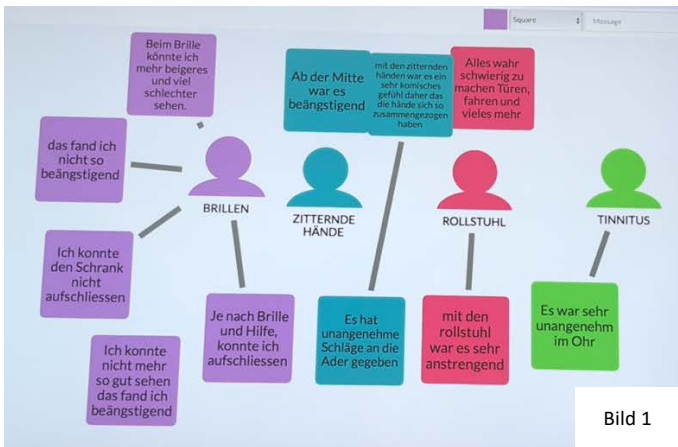 Square
Message
Beim Brille
könnte ich
mehr beigeres
und viel
schlechter
sehen.
Ab der Mitte
war es
beängstigend
mit den zitternden
händen war es ein
sehr komisches
gefühl daher das
die hände sich so
zusammengezogen
haben
Alles wahr
schwierig zu
machen Türen,
fahren und
vieles mehr
das fand ich
nicht so
beängstigend
BRILLEN
ZITTERNDE
HÄNDE
ROLLSTUHL
TINNITUS
Ich konnte
den Schrank
nicht
aufschliessen
Je nach Brille
und Hilfe,
konnte ich
aufschliessen
Es hat
unangenehme
Schläge an die
Ader gegeben
mit den
rollstuhl
war es sehr
anstrengend
Es war sehr
unangenehm
im Ohr
Ich konnte
nicht mehr
so gut sehen
das fand ich
beängstigend
Bild 1